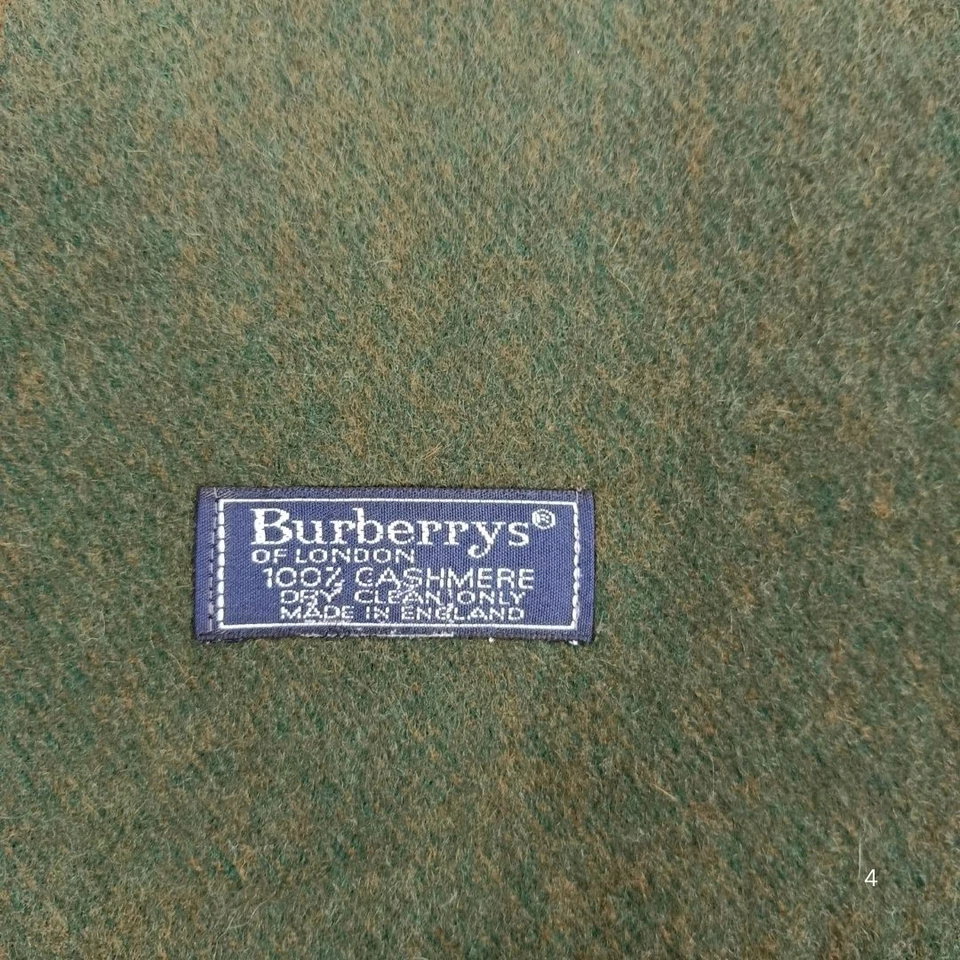 Burberrys®
OF LONDON
100% CASHMERE
DRY CLEAN ONLY
MADE IN ENGLAND
4